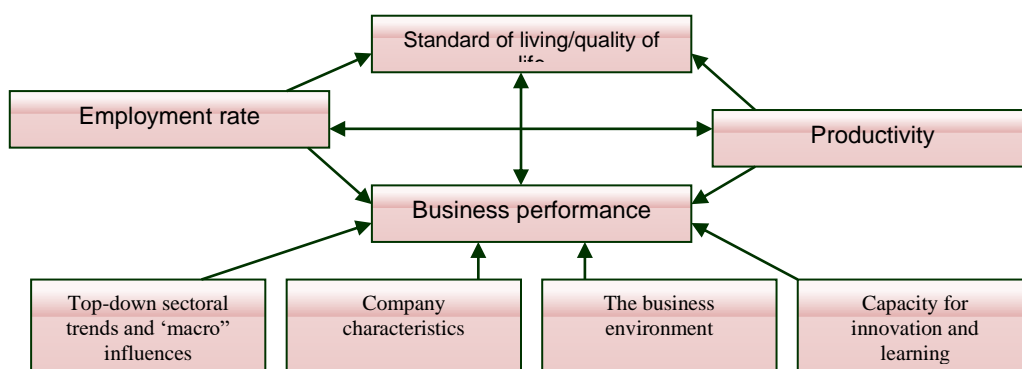 Standard of living/quality of
life
Employment rate
Productivity
Business performance
Top-down sectoral
trends and ‘macro”
influences
Company
characteristics
The business
environment
Capacity for
innovation and
learning